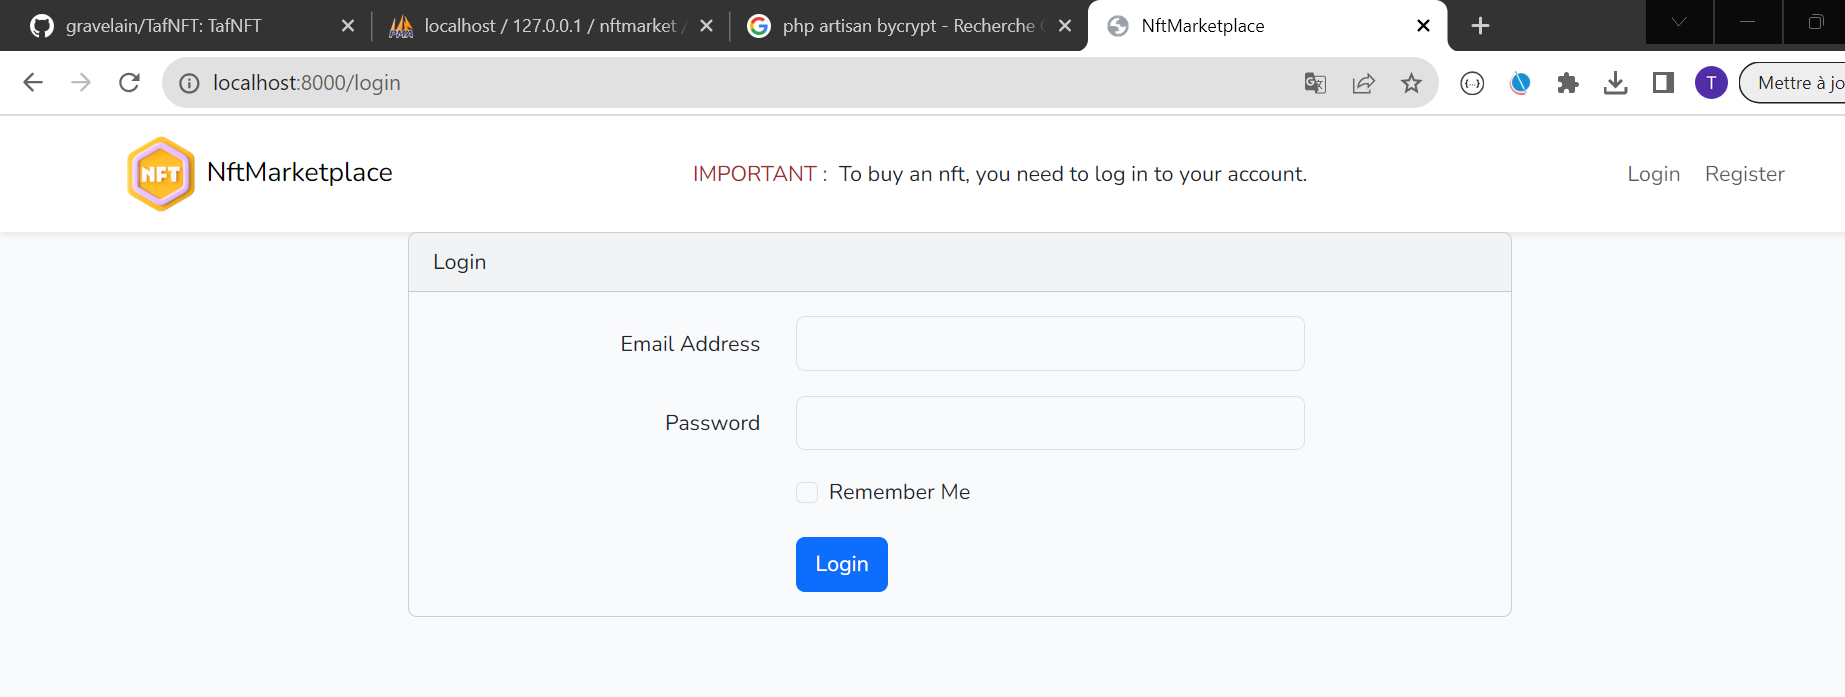 gravelain/TafNFT: TafNFT
localhost / 127.0.0.1 / nftmarket /
php artisan bycrypt - Recherche
NftMarketplace
localhost:8000/login
T
Mettre à jo
NFT
NftMarketplace
IMPORTANT : To buy an nft, you need to log in to your account.
Login Register
Login
Email Address
Password
Remember Me
Login